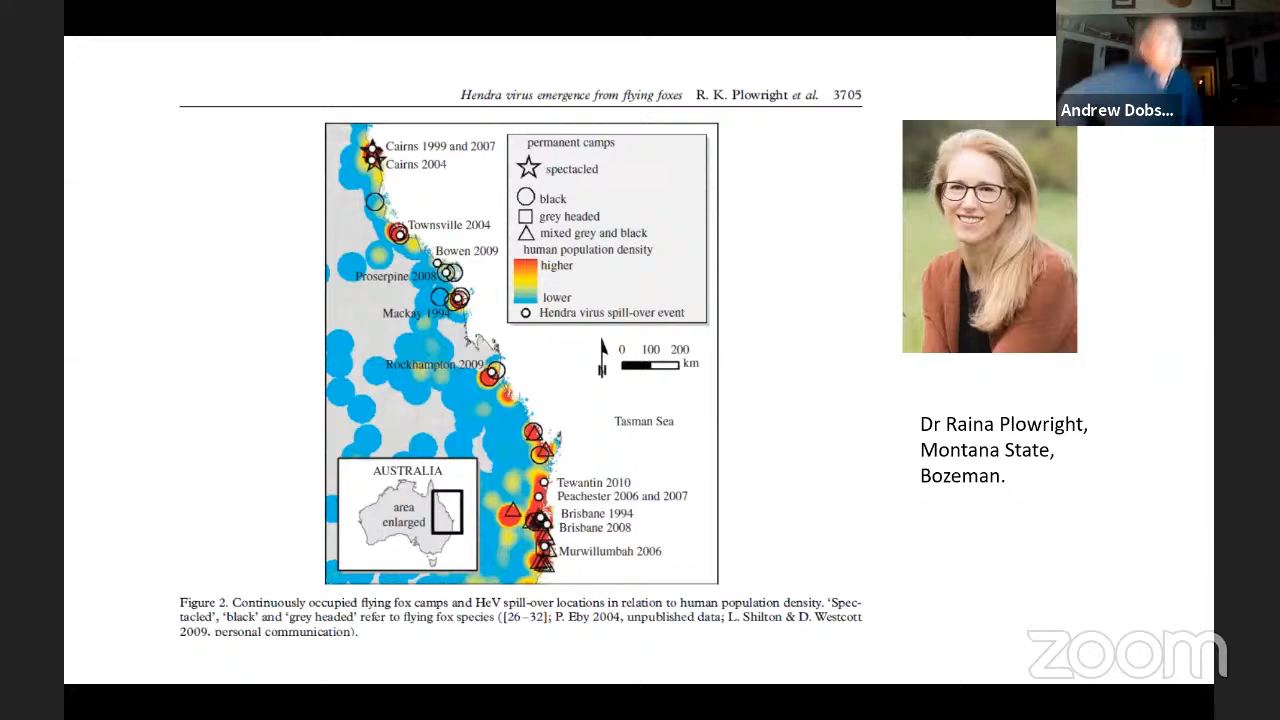 Andrew Dobs...
Hendra virus emergence from flying foxes R. K. Plowright et al. 3705
Cairns 1999 and 2007
Cairns 2004
Townsville 2004
Bowen 2009
Proserpine 2008
Mackay 1994
Rockhampton 2009
permanent camps
spectacled
black
grey headed
mixed grey and black
human population density
higher
lower
Hendra virus spill-over event
0 100 200
km
N
Tasman Sea
Tewantin 2010
Peachester 2006 and 2007
Brisbane 1994
Brisbane 2008
Murwillumbah 2006
AUSTRALIA
area
enlarged
Figure 2. Continuously occupied flying fox camps and HeV spill-over locations in relation to human population density. ‘Spec-
tacled’, ‘black’ and ‘grey headed’ refer to flying fox species ([26–32]; P. Eby 2004, unpublished data; L. Shilton & D. Westcott
2009, personal communication).
Dr Raina Plowright,
Montana State,
Bozeman.
zoom